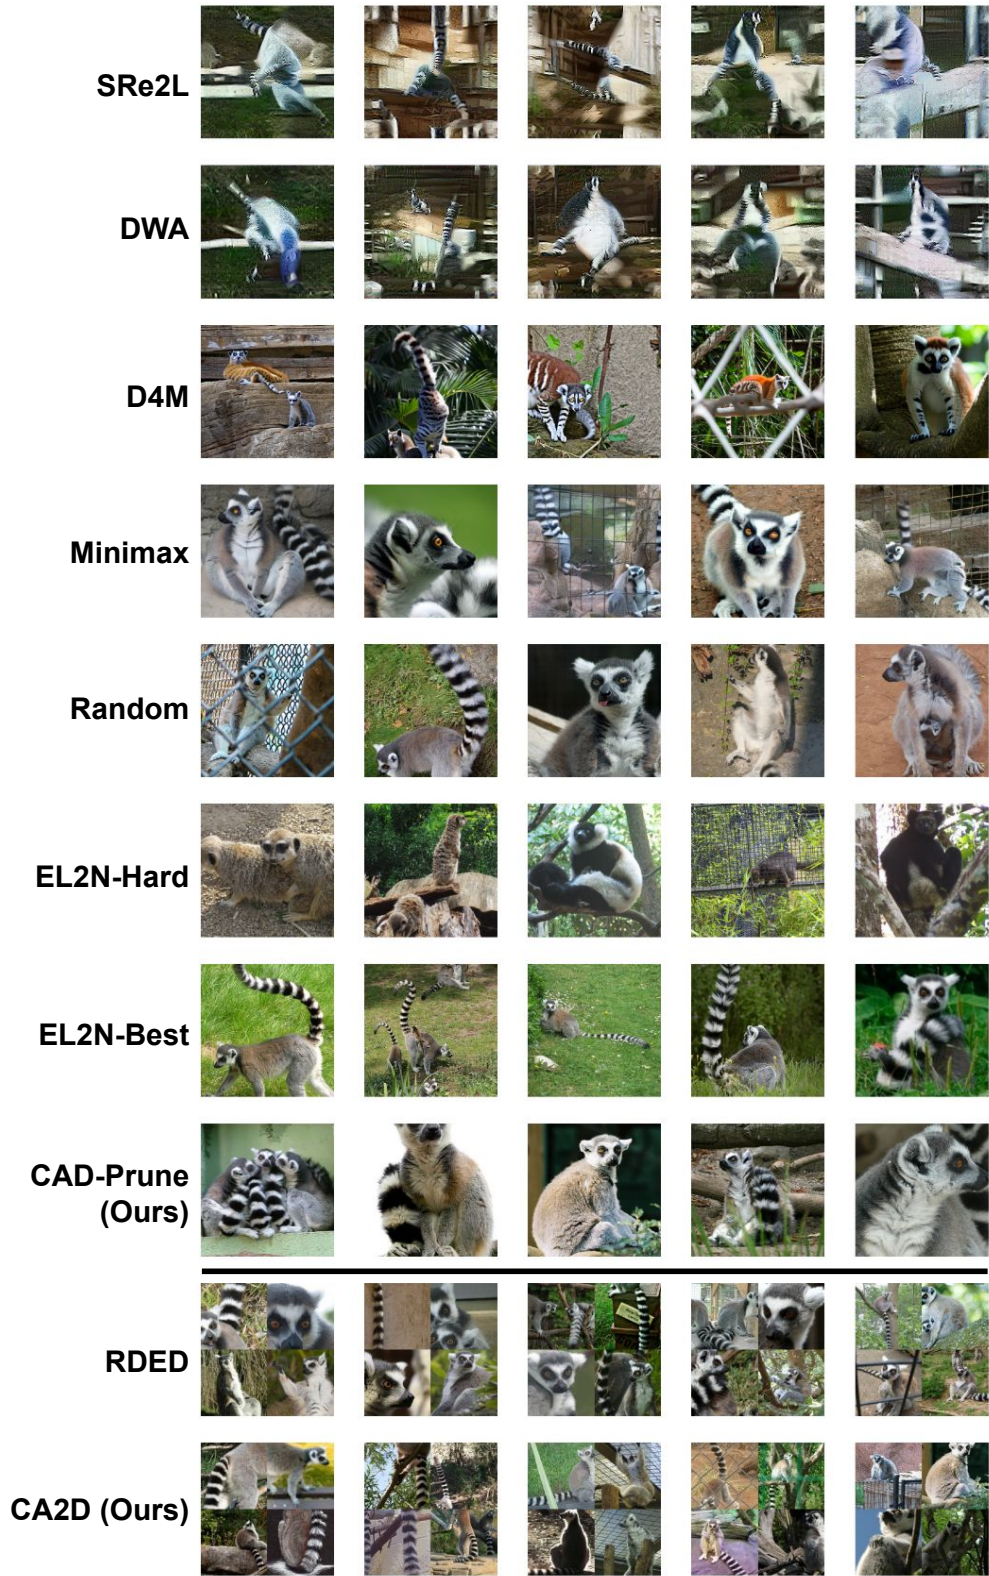 SRe2L
DWA
D4M
Minimax
Random
EL2N-Hard
EL2N-Best
CAD-Prune
(Ours)
RDED
CA2D (Ours)